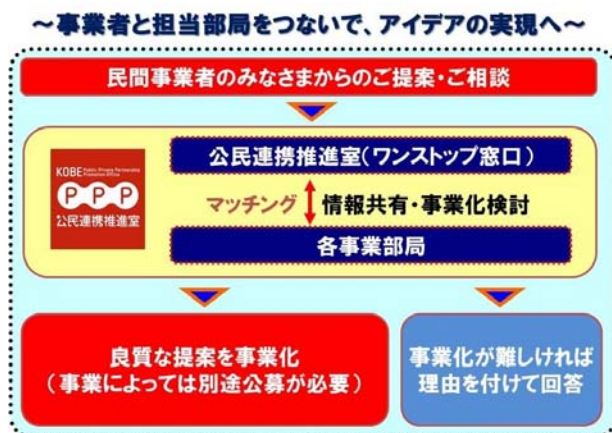 ～事業者と担当部局をつないで、アイデアの実現へ～
民間事業者のみなさまからのご提案・ご相談
KOBE Public Private Partnership Promotion Office
PPP
公民連携推進室
公民連携推進室（ワンストップ窓口）
マッチング 情報共有・事業化検討
各事業部局
良質な提案を事業化
（事業によっては別途公募が必要）
事業化が難しければ
理由を付けて回答